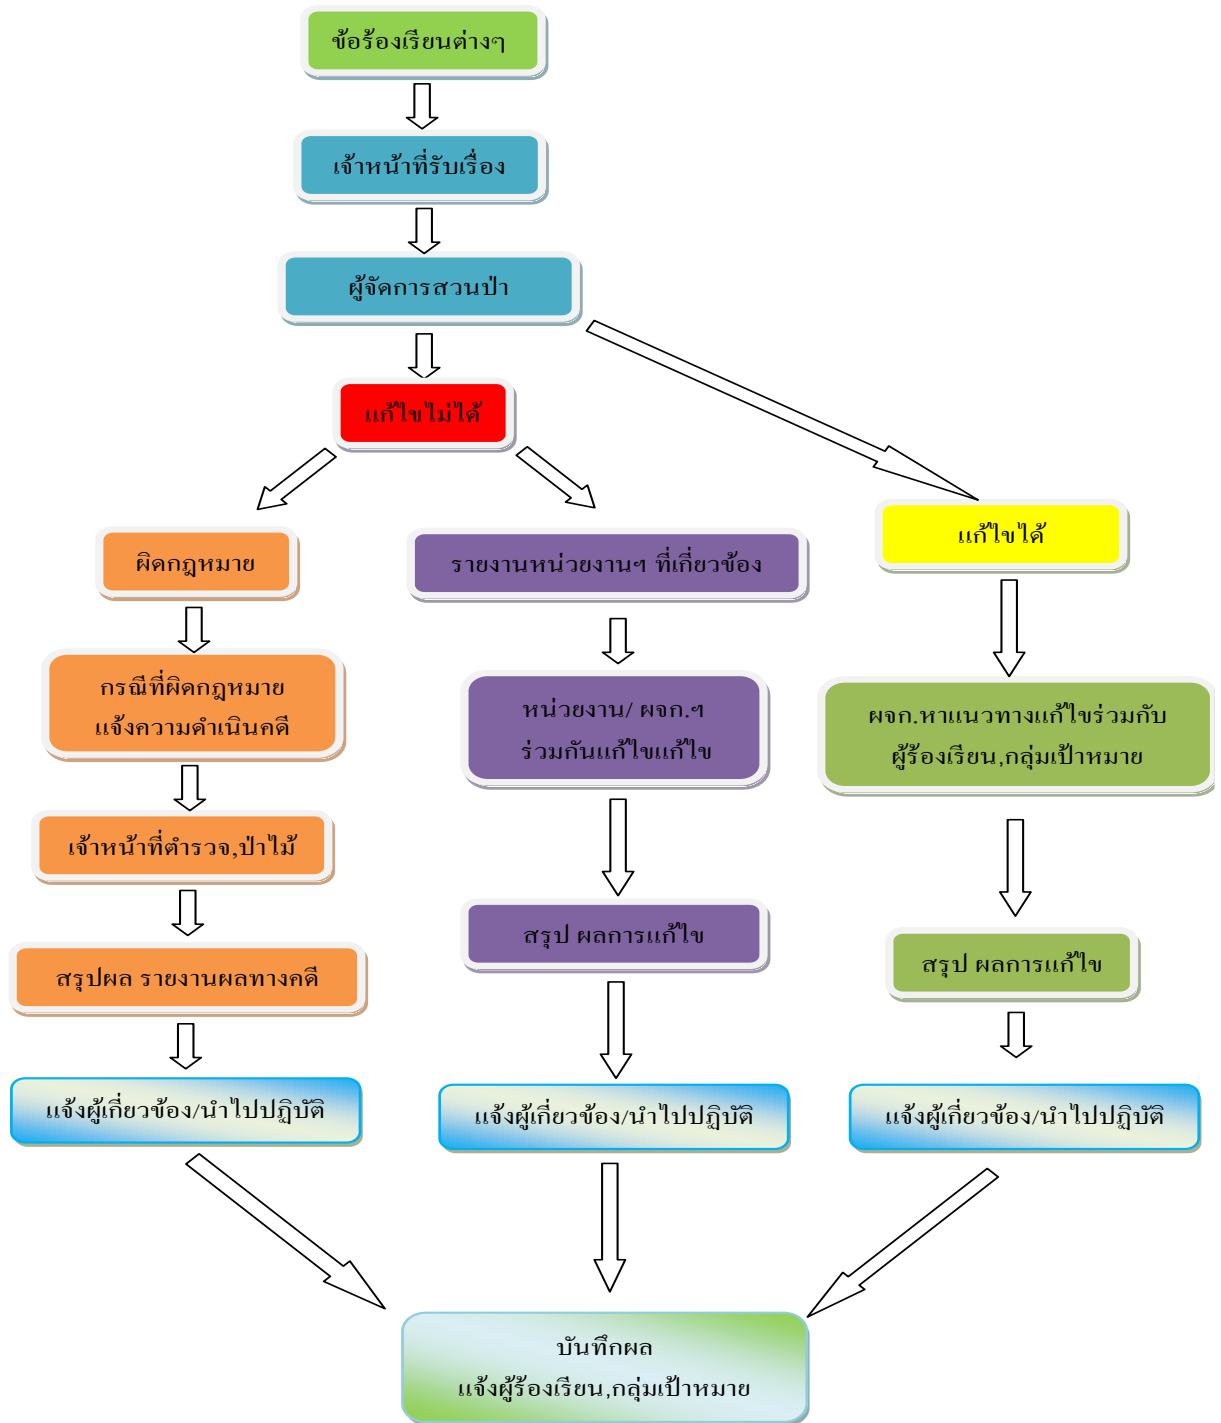 ข้อร้องเรียนต่างๆ
เจ้าหน้าที่รับเรื่อง
ผู้จัดการสวนป่า
แก้ไขไม่ได้
แก้ไขได้
ผิดกฎหมาย
รายงานหน่วยงานฯ ที่เกี่ยวข้อง
กรณีที่ผิดกฎหมาย
แจ้งความดำเนินคดี
หน่วยงาน/ ผจก.ฯ
ร่วมกันแก้ไขแก้ไข
ผจก.หาแนวทางแก้ไขร่วมกับ
ผู้ร้องเรียน,กลุ่มเป้าหมาย
เจ้าหน้าที่ตำรวจ,ป่าไม้
สรุป ผลการแก้ไข
สรุป ผลการแก้ไข
สรุปผล รายงานผลทางคดี
แจ้งผู้เกี่ยวข้อง/นำไปปฏิบัติ
แจ้งผู้เกี่ยวข้อง/นำไปปฏิบัติ
แจ้งผู้เกี่ยวข้อง/นำไปปฏิบัติ
บันทึกผล
แจ้งผู้ร้องเรียน,กลุ่มเป้าหมาย